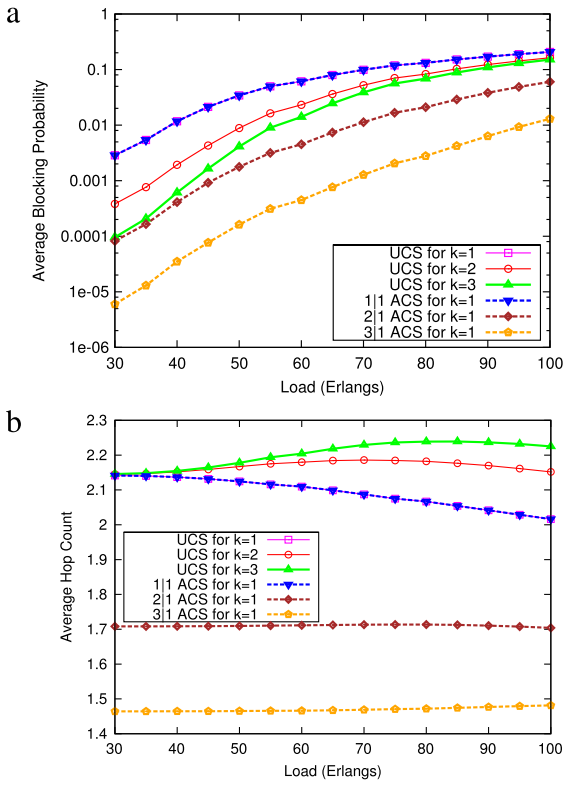 a
1
0.1
0.01
0.001
0.0001
1e-05
1e-06
Average Blocking Probability
UCS for k=1
UCS for k=2
UCS for k=3
1|1 ACS for k=1
2|1 ACS for k=1
3|1 ACS for k=1
30 40 50 60 70 80 90 100
Load (Erlangs)
b
2.3
2.2
2.1
2
1.9
1.8
1.7
1.6
1.5
1.4
Average Hop Count
UCS for k=1
UCS for k=2
UCS for k=3
1|1 ACS for k=1
2|1 ACS for k=1
3|1 ACS for k=1
30 40 50 60 70 80 90 100
Load (Erlangs)